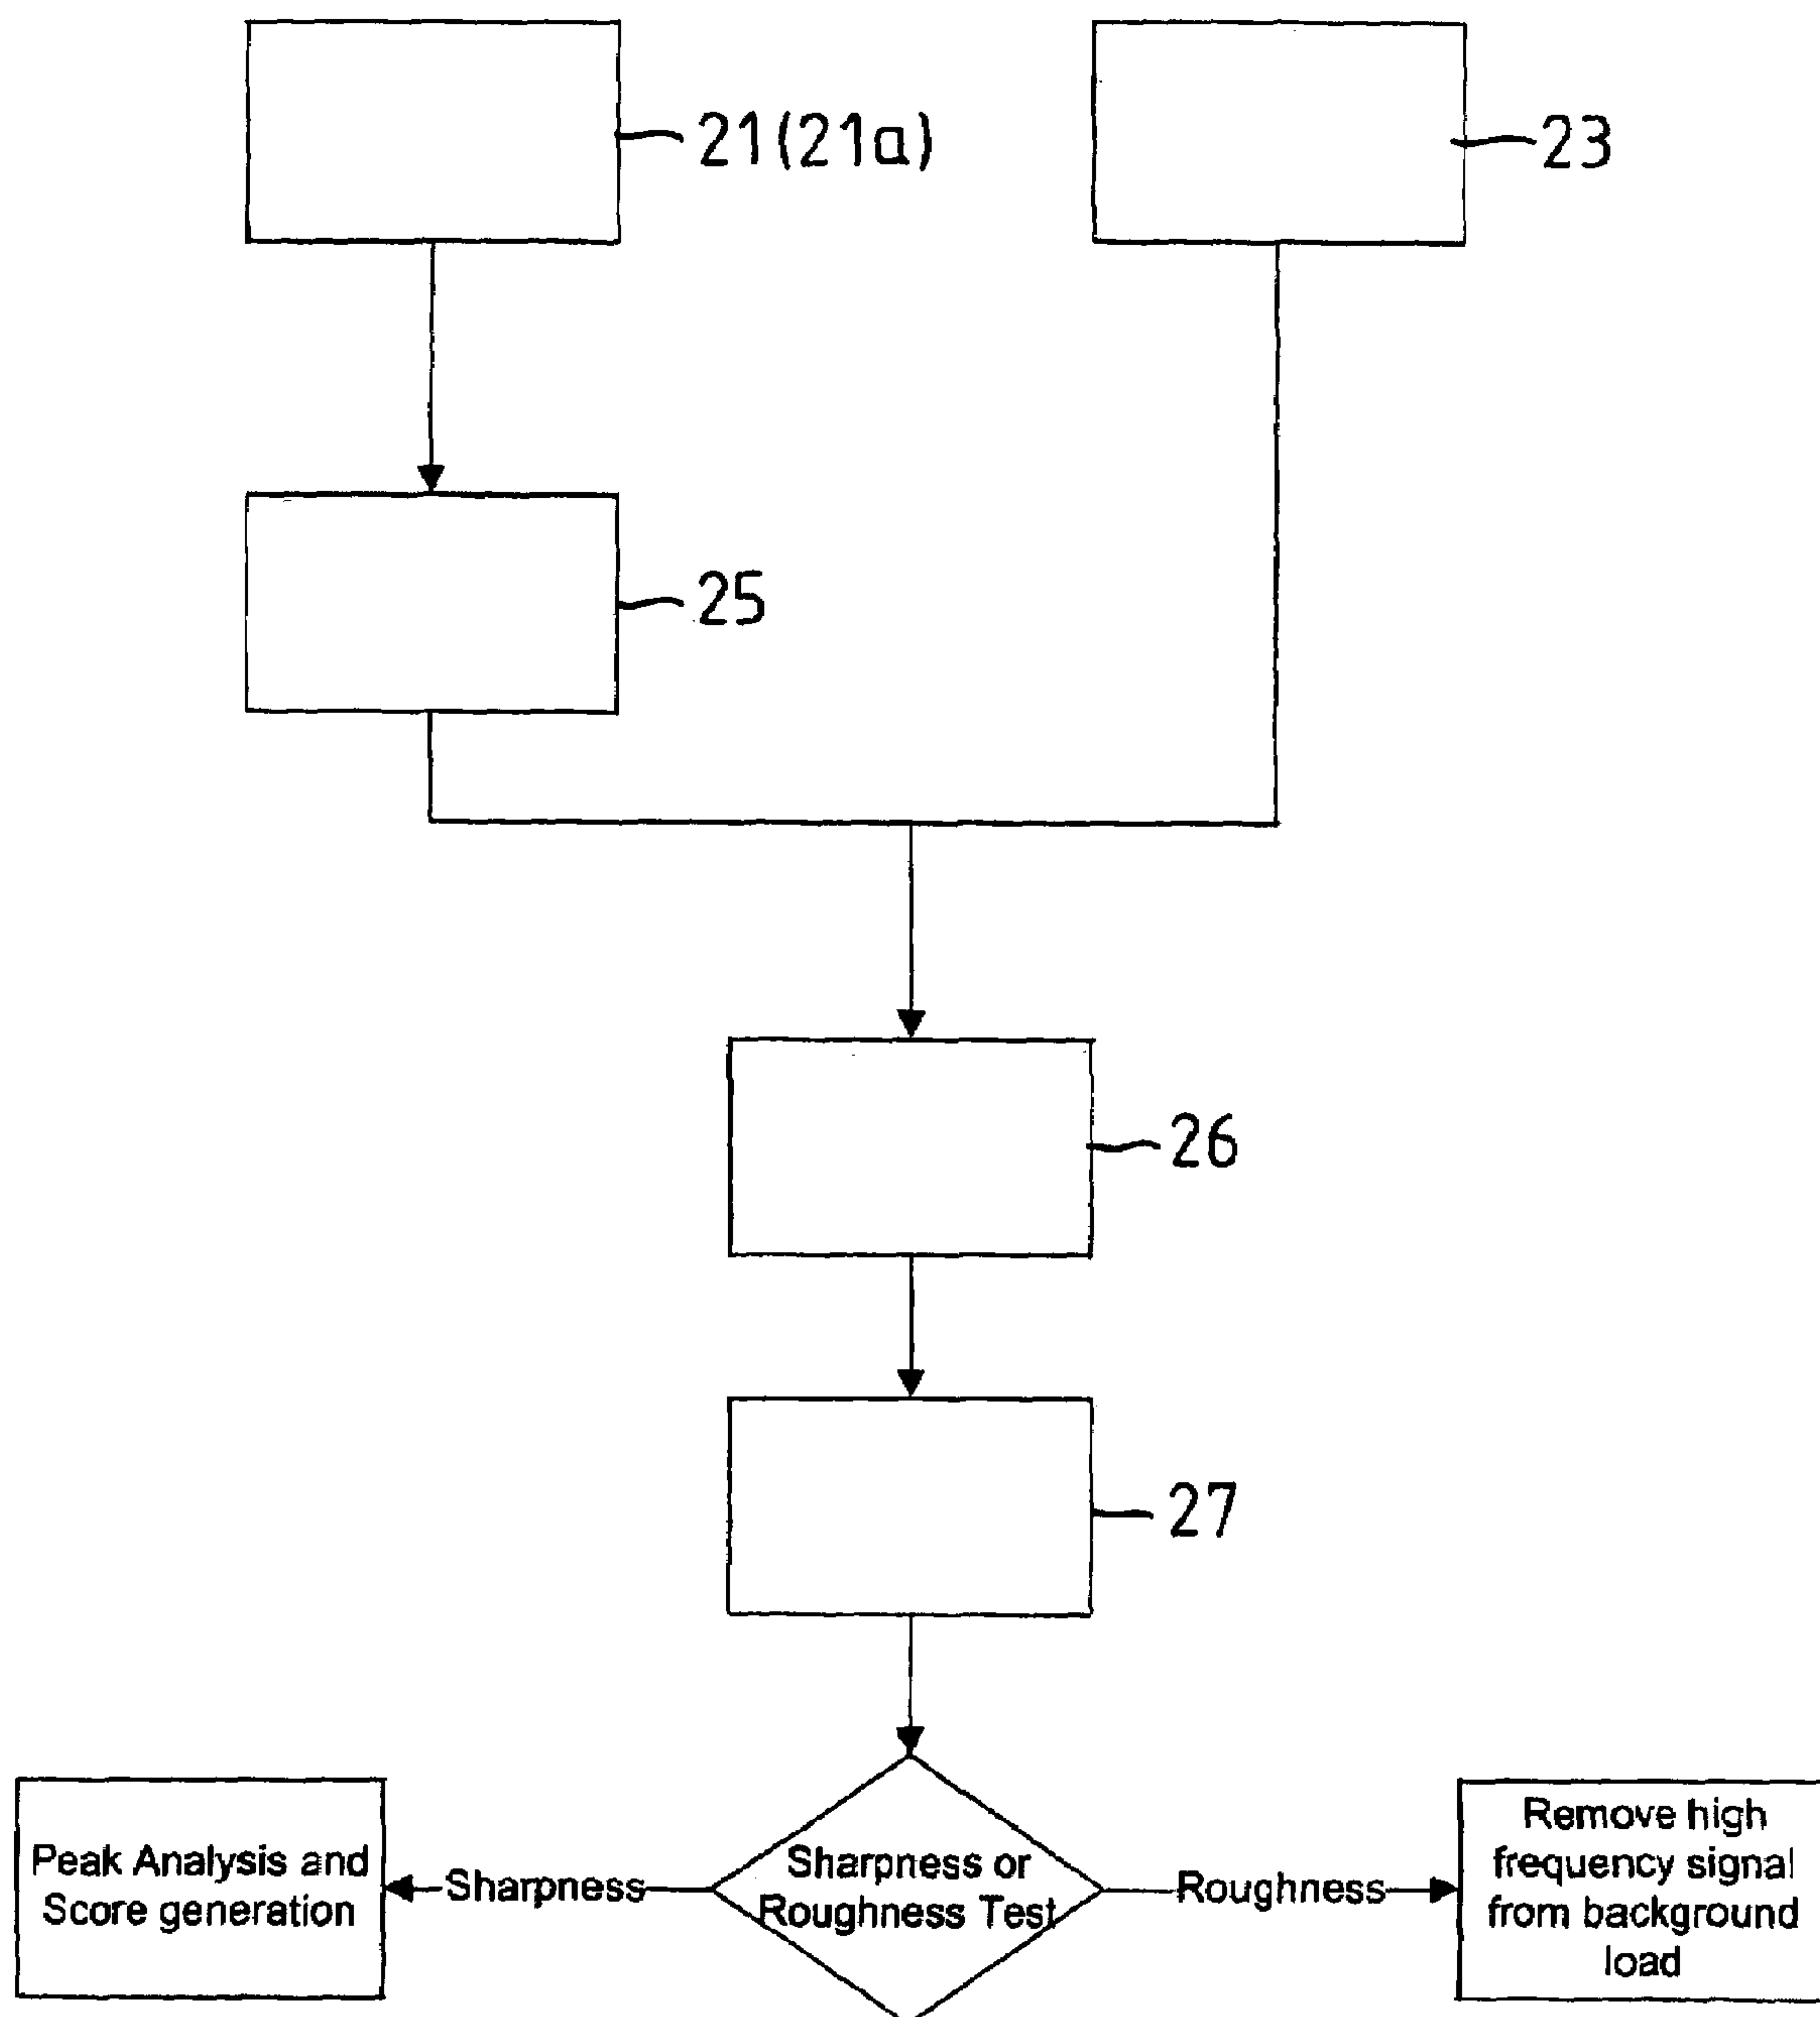 21(21a)
23
25
26
27
Peak Analysis and
Score generation
Sharpness
Sharpness or
Roughness Test
Roughness
Remove high
frequency signal
from background
load